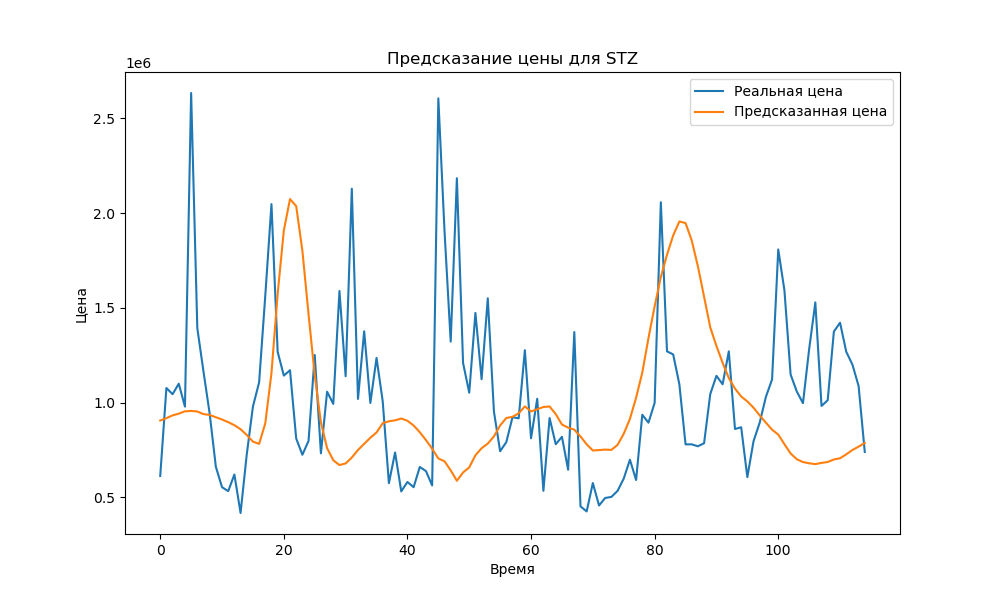 Предсказание цены для STZ
1e6
Реальная цена
Предсказанная цена
2.5
2.0
1.5
1.0
0.5
Цена
0 20 40 60 80 100
Время